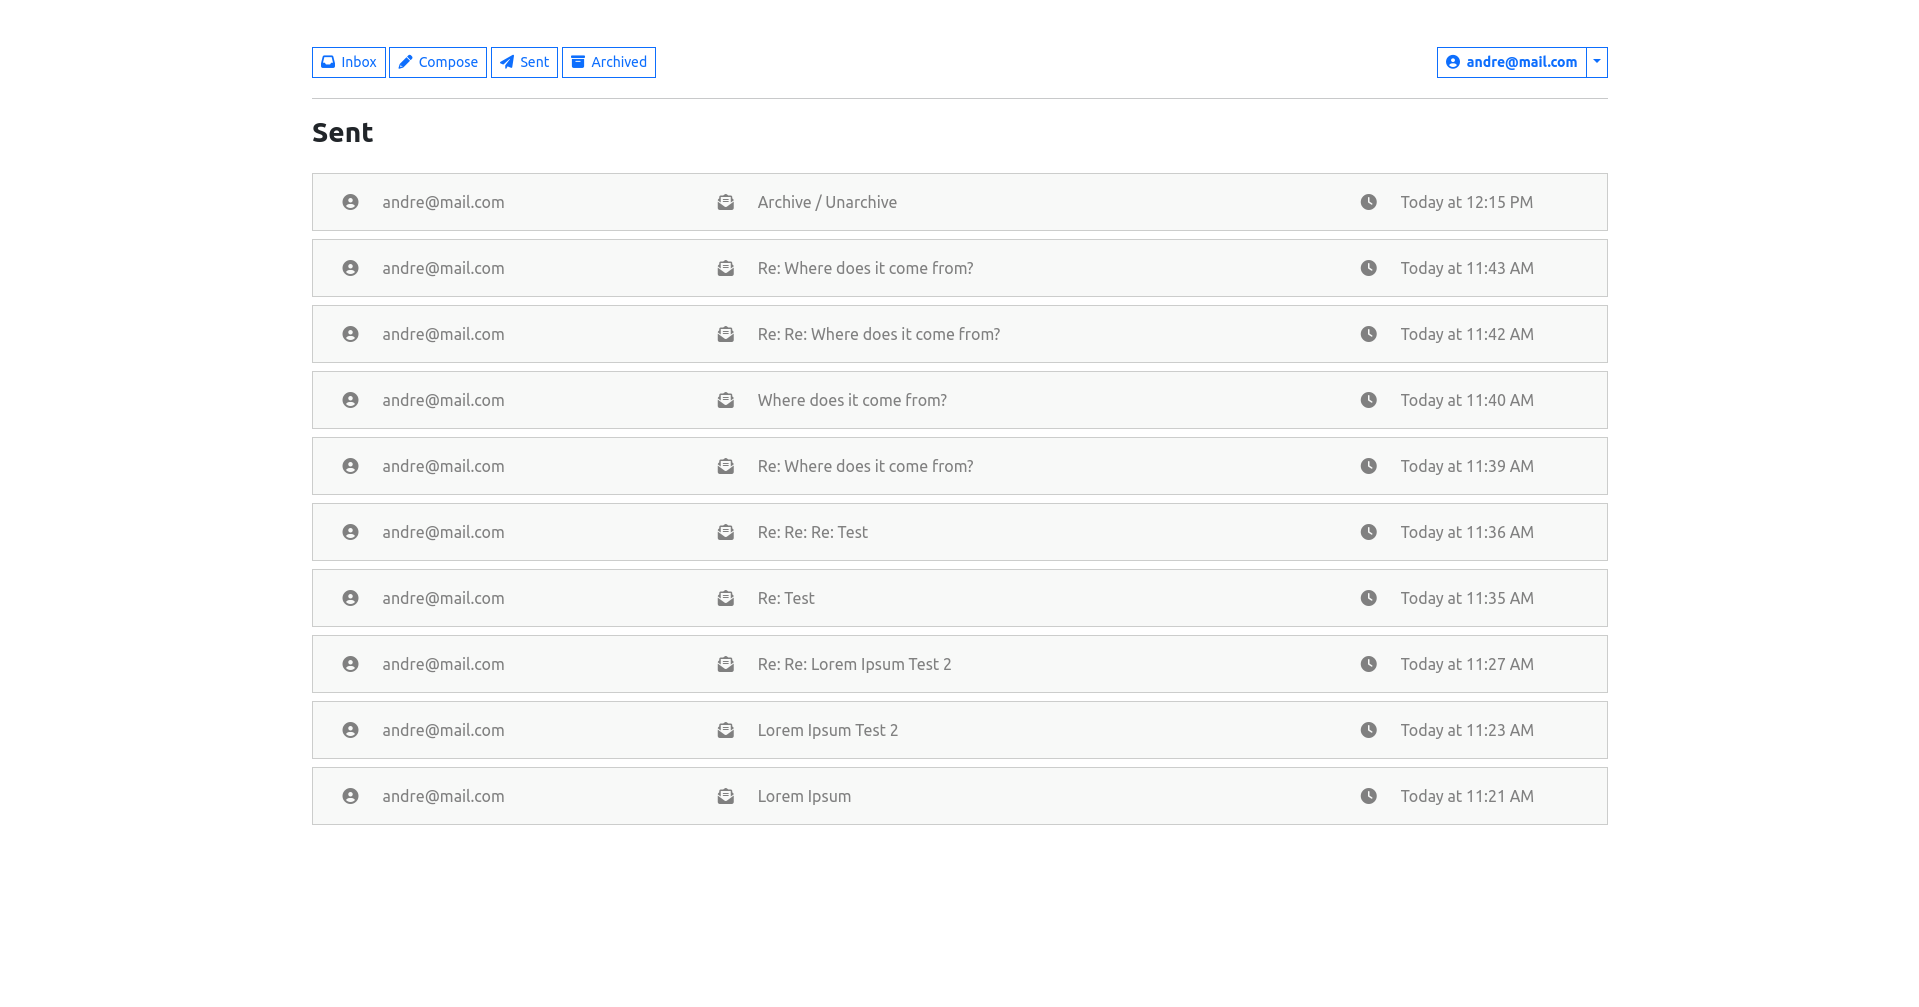 Inbox Compose Sent Archived andre@mail.com
Sent
andre@mail.com Archive / Unarchive Today at 12:15 PM
andre@mail.com Re: Where does it come from? Today at 11:43 AM
andre@mail.com Re: Re: Where does it come from? Today at 11:42 AM
andre@mail.com Where does it come from? Today at 11:40 AM
andre@mail.com Re: Where does it come from? Today at 11:39 AM
andre@mail.com Re: Re: Re: Test Today at 11:36 AM
andre@mail.com Re: Test Today at 11:35 AM
andre@mail.com Re: Re: Lorem Ipsum Test 2 Today at 11:27 AM
andre@mail.com Lorem Ipsum Test 2 Today at 11:23 AM
andre@mail.com Lorem Ipsum Today at 11:21 AM